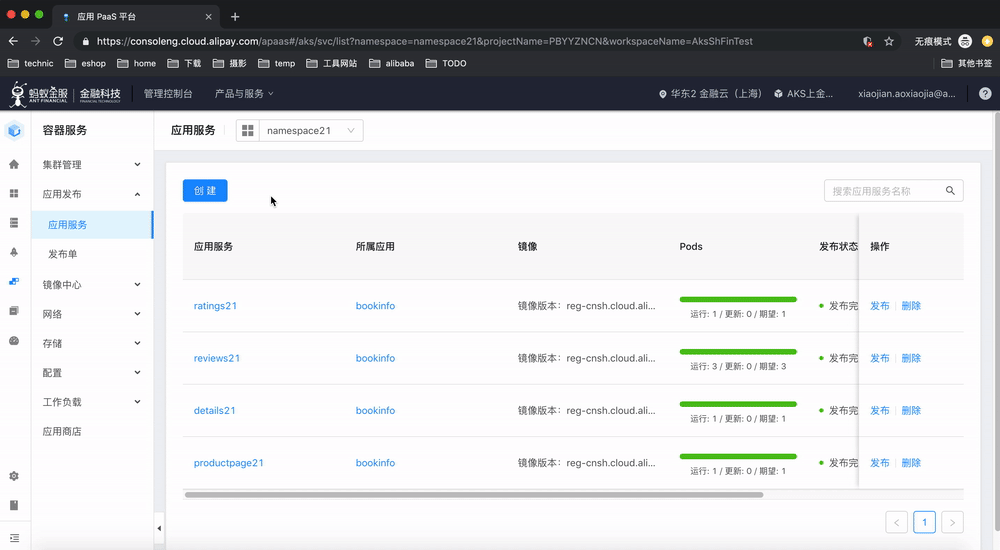 应用 PaaS 平台
https://consoleng.cloud.alipay.com/apaas#/aks/svc/list?namespace=namespace21&projectName=PBYYZNCN&workspaceName=AksShFinTest
无痕模式
technic eshop home 下载 摄影 temp 工具网站 alibaba TODO 其他书签
蚂蚁金服 金融科技 管理控制台 产品与服务 华东2 金融云（上海） AKS上金... xiaojian.aoxiaojia@a...
ANT FINANCIAL FINANCIAL TECHNOLOGY
容器服务 应用服务 namespace21
集群管理
应用发布
应用服务
发布单
镜像中心
网络
存储
配置
工作负载
应用商店
创 建 搜索应用服务名称
应用服务 所属应用 镜像 Pods 发布状态 操作
ratings21 bookinfo 镜像版本：reg-cnsh.cloud.ali... 发布完 发布 删除
运行: 1 / 更新: 0 / 期望: 1
reviews21 bookinfo 镜像版本：reg-cnsh.cloud.ali... 发布完 发布 删除
运行: 3 / 更新: 0 / 期望: 3
details21 bookinfo 镜像版本：reg-cnsh.cloud.ali... 发布完 发布 删除
运行: 1 / 更新: 0 / 期望: 1
productpage21 bookinfo 镜像版本：reg-cnsh.cloud.ali... 发布完 发布 删除
运行: 1 / 更新: 0 / 期望: 1
1